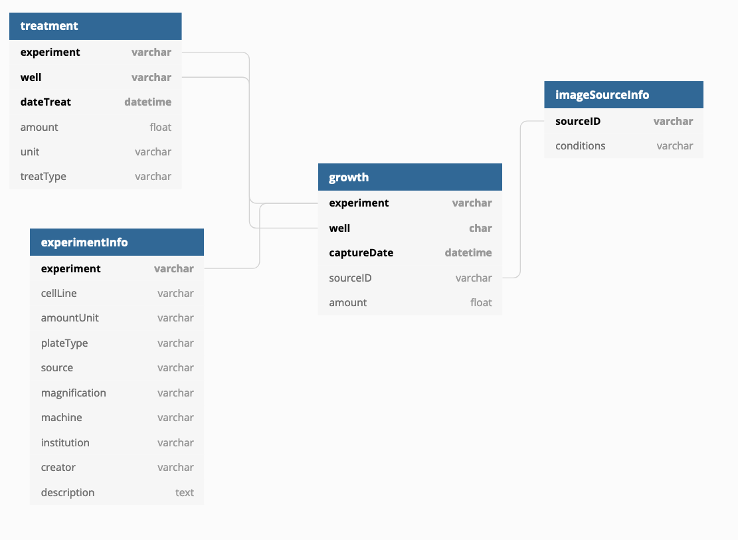 treatment
experiment varchar
well varchar
dateTreat datetime
amount float
unit varchar
treatType varchar
experimentInfo
experiment varchar
cellLine varchar
amountUnit varchar
plateType varchar
source varchar
magnification varchar
machine varchar
institution varchar
creator varchar
description text
growth
experiment varchar
well char
captureDate datetime
sourceID varchar
amount float
imageSourceInfo
sourceID varchar
conditions varchar